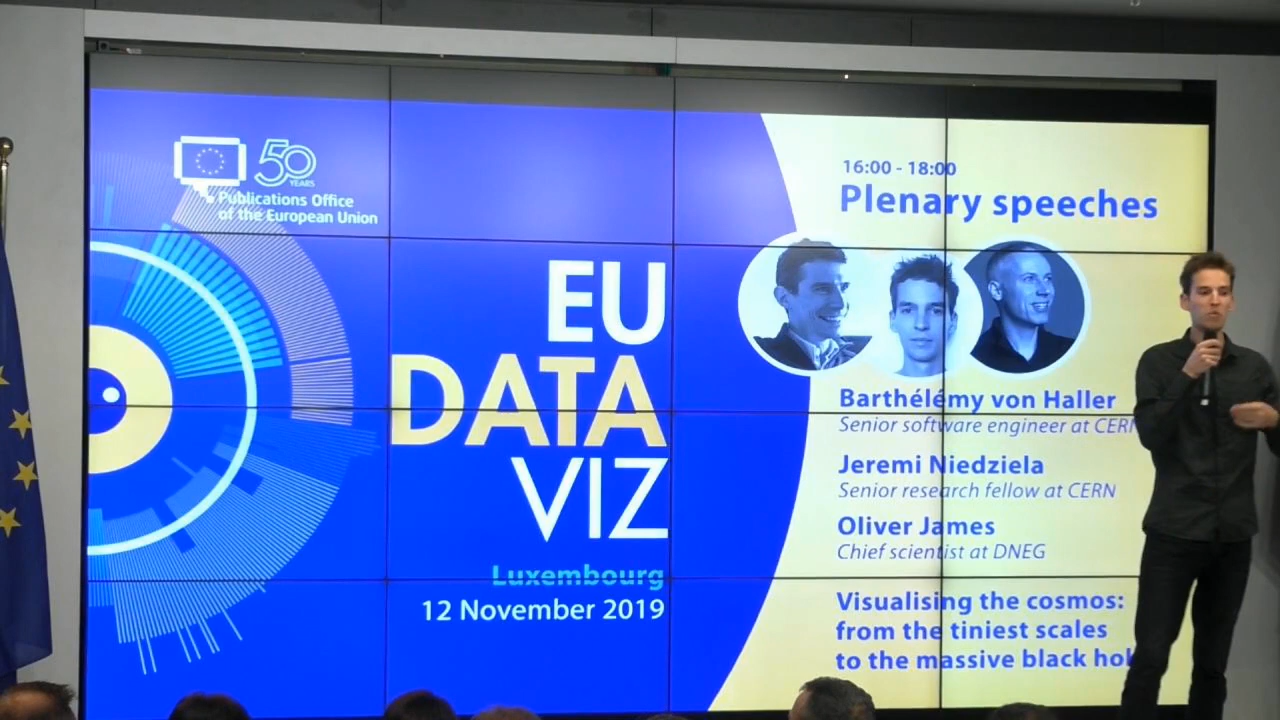 50
YEARS
Publications Office
of the European Union
EU
DATA
VIZ
Luxembourg
12 November 2019
16:00 - 18:00
Plenary speeches
Barthélémy von Haller
Senior software engineer at CERN
Jeremi Niedziela
Senior research fellow at CERN
Oliver James
Chief scientist at DNEG
Visualising the cosmos:
from the tiniest scales
to the massive black